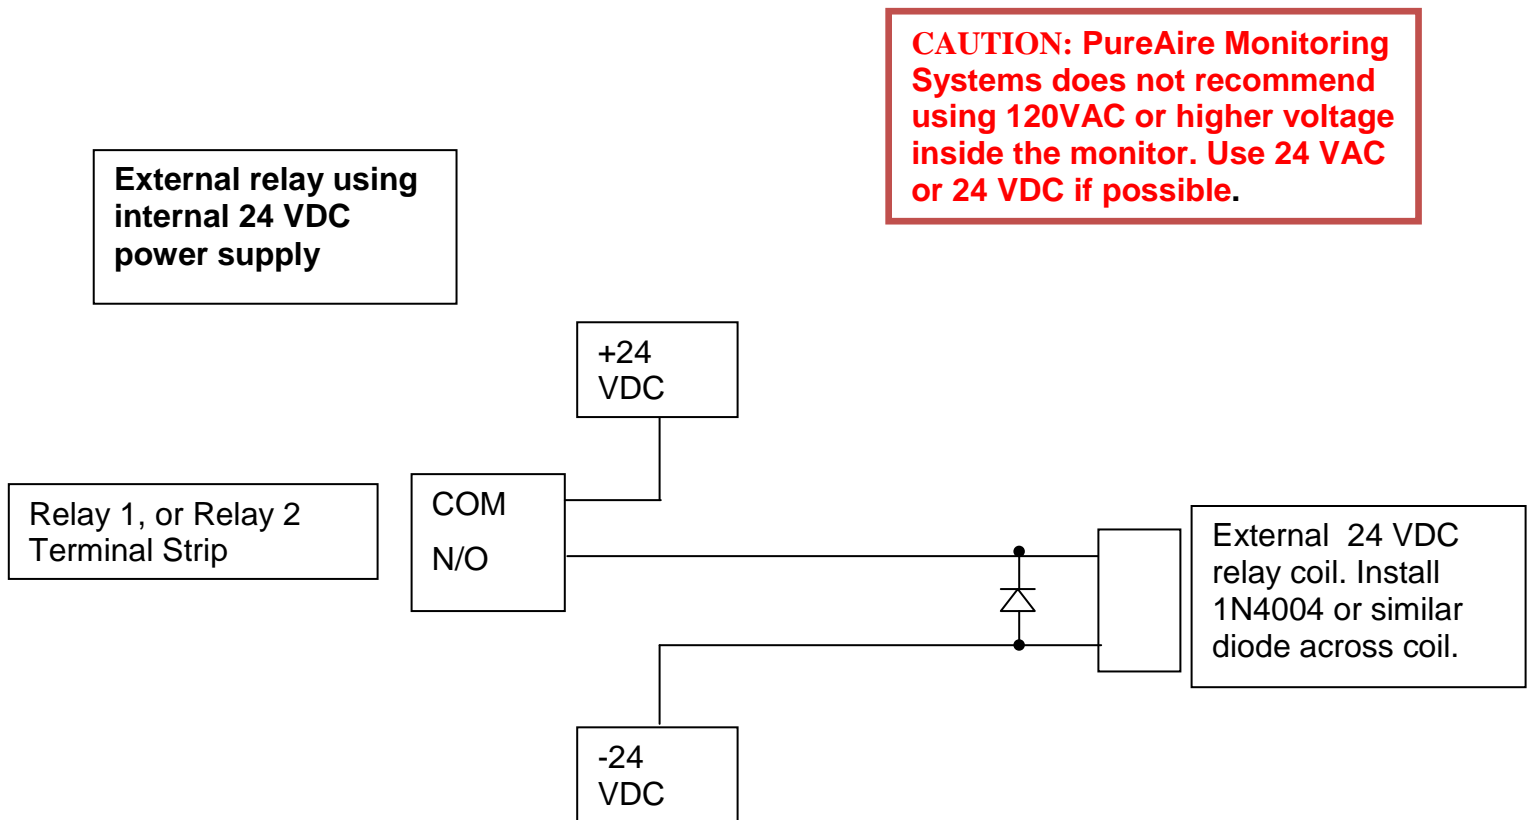 CAUTION: PureAire Monitoring
Systems does not recommend
using 120VAC or higher voltage
inside the monitor. Use 24 VAC
or 24 VDC if possible.
External relay using
internal 24 VDC
power supply
+24
VDC
Relay 1, or Relay 2
Terminal Strip
COM
N/O
External 24 VDC
relay coil. Install
1N4004 or similar
diode across coil.
-24
VDC